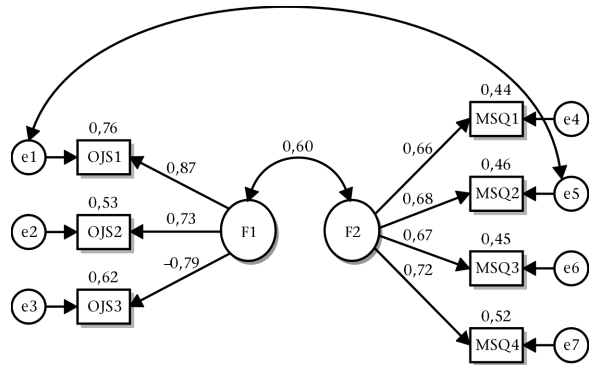 0,44
MSQ1
e4
0,76
e1
OJS1
0,87
0,60
0,66
0,46
MSQ2
e5
0,68
0,53
e2
OJS2
0,73
F1
F2
0,67
0,45
MSQ3
e6
0,62
e3
OJS3
–0,79
0,72
0,52
MSQ4
e7